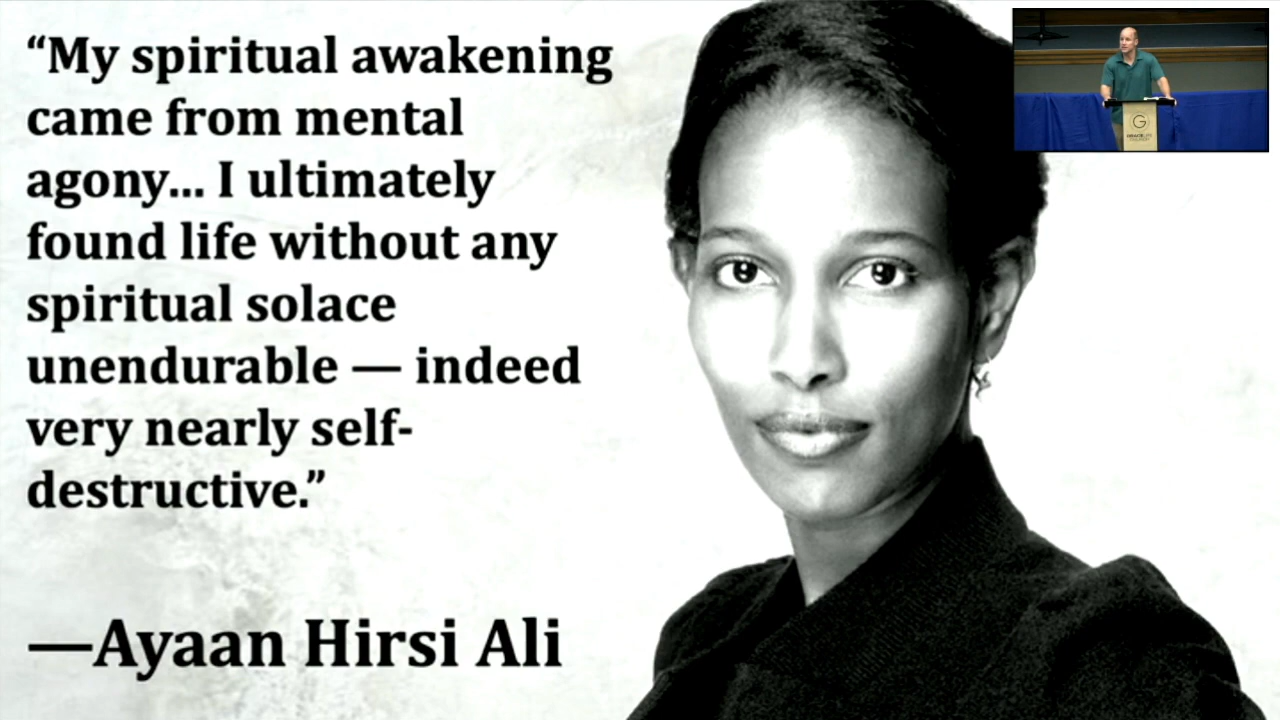 “My spiritual awakening
came from mental
agony... I ultimately
found life without any
spiritual solace
unendurable — indeed
very nearly self-
destructive.”
—Ayaan Hirsi Ali
G